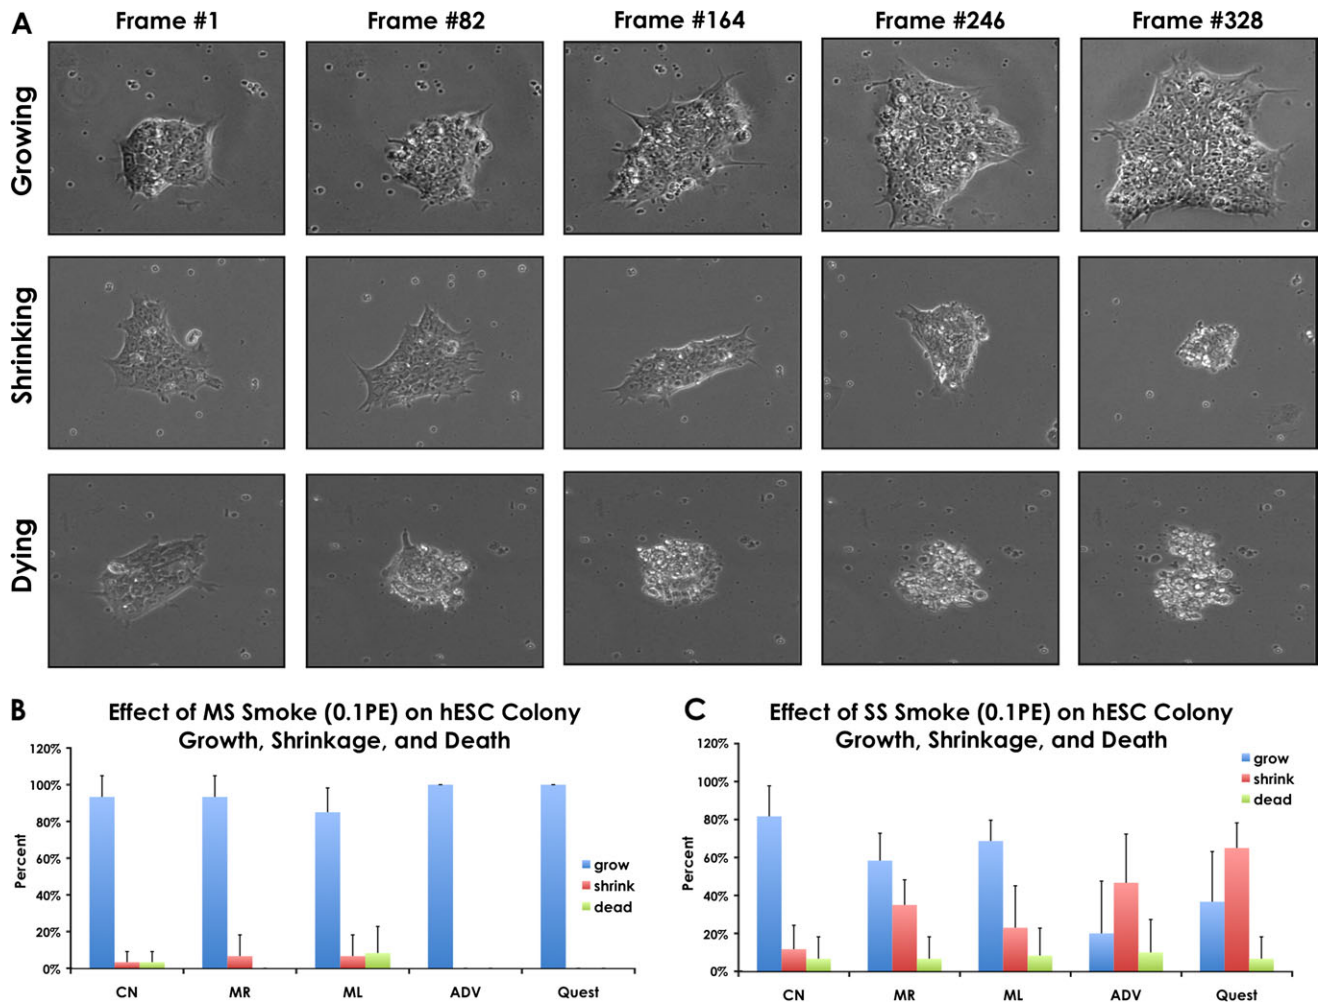 A
Frame #1
Frame #82
Frame #164
Frame #246
Frame #328
Growing
Shrinking
Dying
B
Effect of MS Smoke (0.1PE) on hESC Colony
Growth, Shrinkage, and Death
120%
100%
80%
60%
40%
20%
0%
Percent
grow
shrink
dead
CN
MR
ML
ADV
Quest
C
Effect of SS Smoke (0.1PE) on hESC Colony
Growth, Shrinkage, and Death
120%
100%
80%
60%
40%
20%
0%
Percent
grow
shrink
dead
CN
MR
ML
ADV
Quest